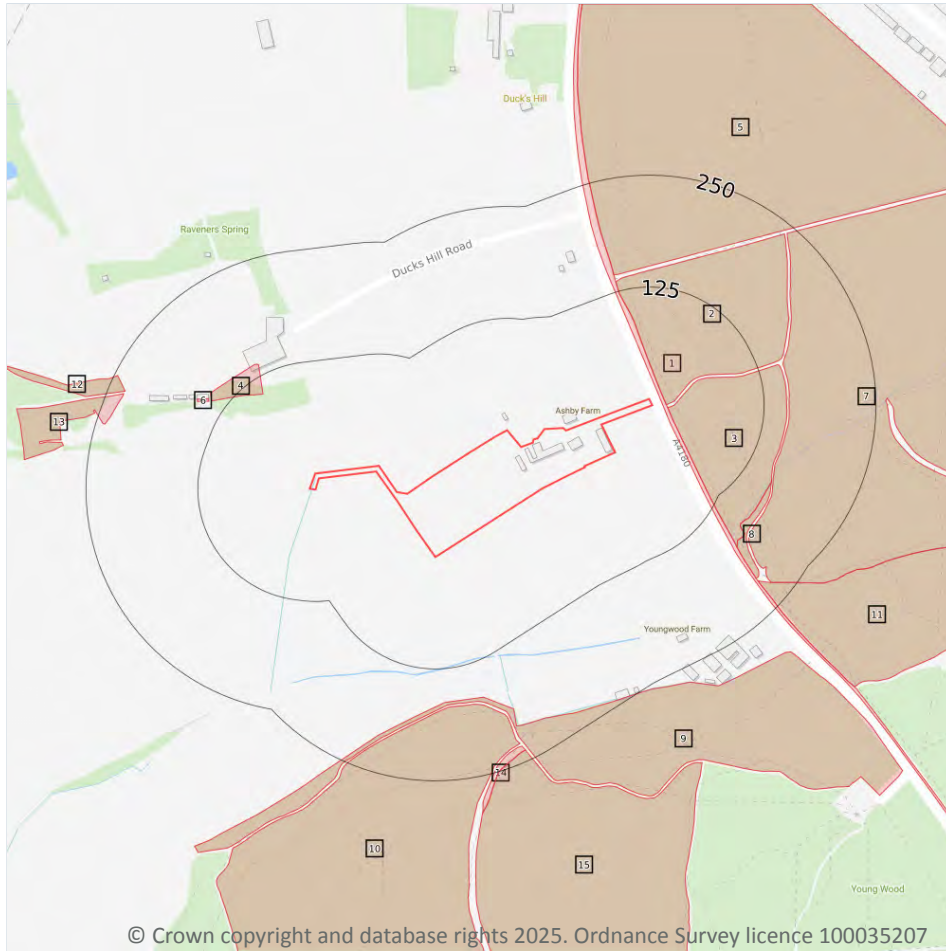 Duck's Hill
5
250
Raveners Spring
Ducks Hill Road
125
2
1
12
4
6
7
13
Ashby Farm
3
A4180
8
11
Youngwood Farm
9
14
10
15
Young Wood
© Crown copyright and database rights 2025. Ordnance Survey licence 100035207